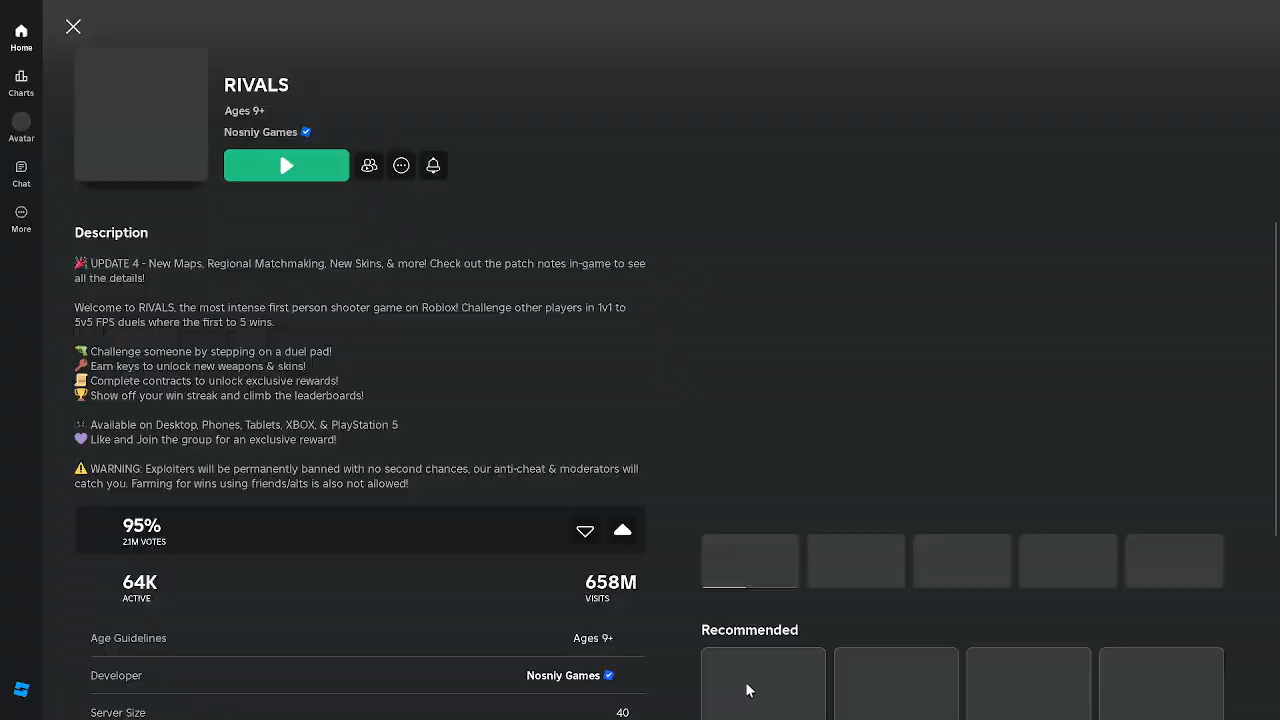 Home
Charts
Avatar
Chat
More
RIVALS
Ages 9+
Nosniy Games
Description
🎉 UPDATE 4 - New Maps, Regional Matchmaking, New Skins, & more! Check out the patch notes in-game to see
all the details!
Welcome to RIVALS, the most intense first person shooter game on Roblox! Challenge other players in 1v1 to
5v5 FPS duels where the first to 5 wins.
🔫 Challenge someone by stepping on a duel pad!
🔑 Earn keys to unlock new weapons & skins!
📜 Complete contracts to unlock exclusive rewards!
🏆 Show off your win streak and climb the leaderboards!
🎮 Available on Desktop, Phones, Tablets, XBOX, & PlayStation 5
💜 Like and Join the group for an exclusive reward!
⚠️ WARNING: Exploiters will be permanently banned with no second chances, our anti-cheat & moderators will
catch you. Farming for wins using friends/alts is also not allowed!
95%
2.1M VOTES
64K
ACTIVE
658M
VISITS
Age Guidelines Ages 9+
Developer Nosniy Games
Server Size 40
Recommended